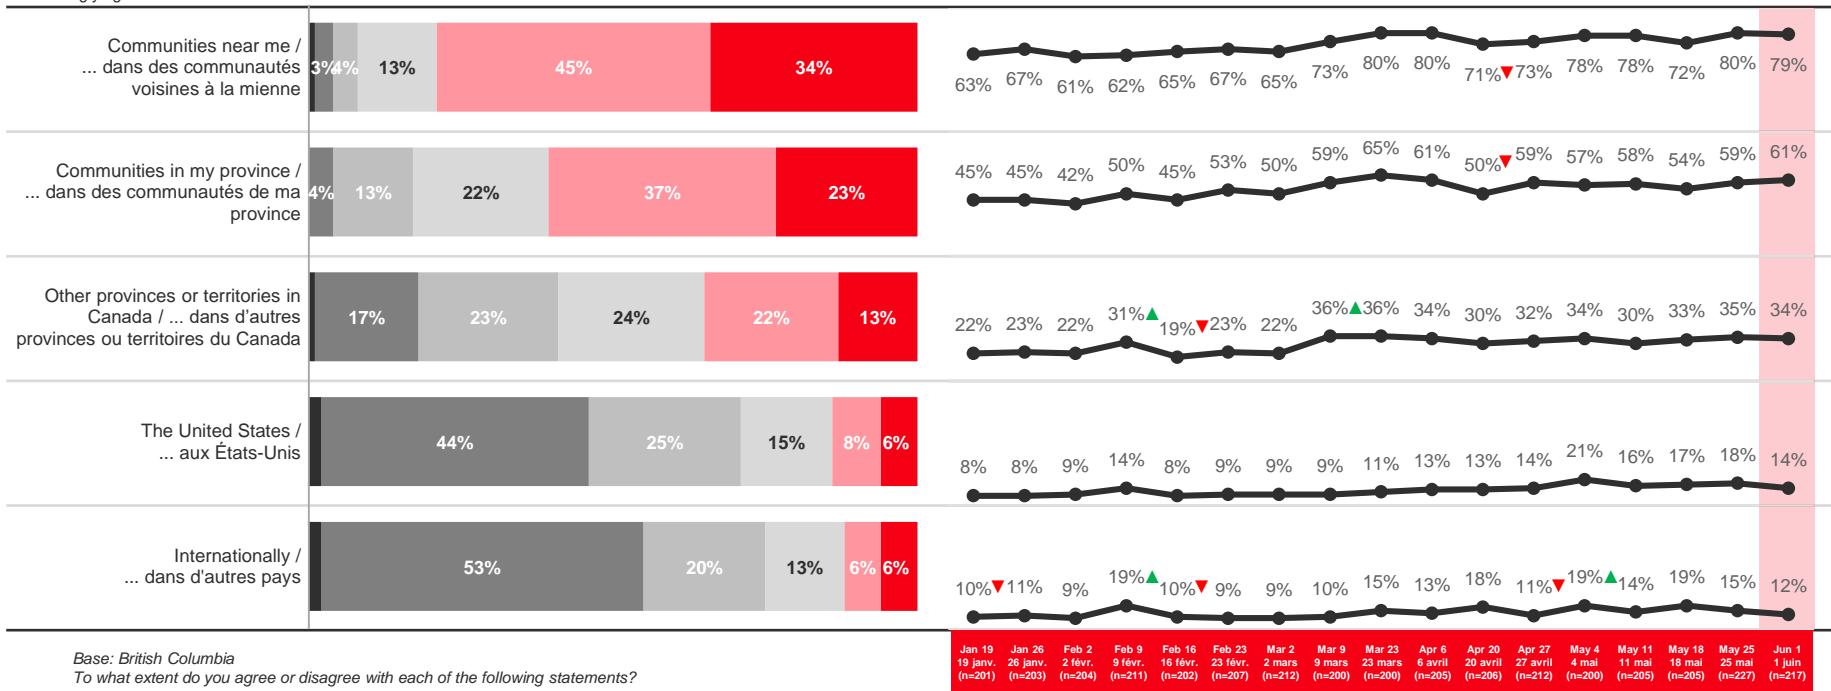 Communities near me /
... dans des communautés
voisines à la mienne
3% 4% 13% 45% 34%
63% 67% 61% 62% 65% 67% 65% 73% 80% 80% 71% 73% 78% 78% 72% 80% 79%
Communities in my province /
... dans des communautés de ma
province
4% 13% 22% 37% 23%
45% 45% 42% 50% 45% 53% 50% 59% 65% 61% 50% 59% 57% 58% 54% 59% 61%
Other provinces or territories in
Canada / ... dans d'autres
provinces ou territoires du Canada
17% 23% 24% 22% 13%
22% 23% 22% 31% 19% 23% 22% 36% 36% 34% 30% 32% 34% 30% 33% 35% 34%
The United States /
... aux États-Unis
44% 25% 15% 8% 6%
8% 8% 9% 14% 8% 9% 9% 9% 11% 13% 13% 14% 21% 16% 17% 18% 14%
Internationally /
... dans d'autres pays
53% 20% 13% 6% 6%
10% 11% 9% 19% 10% 9% 9% 10% 15% 13% 18% 11% 19% 14% 19% 15% 12%
Jan 19 Jan 26 Feb 2 Feb 9 Feb 16 Feb 23 Mar 2 Mar 9 Mar 23 Apr 6 Apr 20 Apr 27 May 4 May 11 May 18 May 25 Jun 1
19 janv. 26 janv. 2 févr. 9 févr. 16 févr. 23 févr. 2 mars 9 mars 23 mars 6 avril 20 avril 27 avril 4 mai 11 mai 18 mai 25 mai 1 juin
(n=201) (n=203) (n=204) (n=211) (n=202) (n=207) (n=212) (n=200) (n=200) (n=205) (n=206) (n=212) (n=200) (n=205) (n=205) (n=227) (n=217)
Base: British Columbia
To what extent do you agree or disagree with each of the following statements?